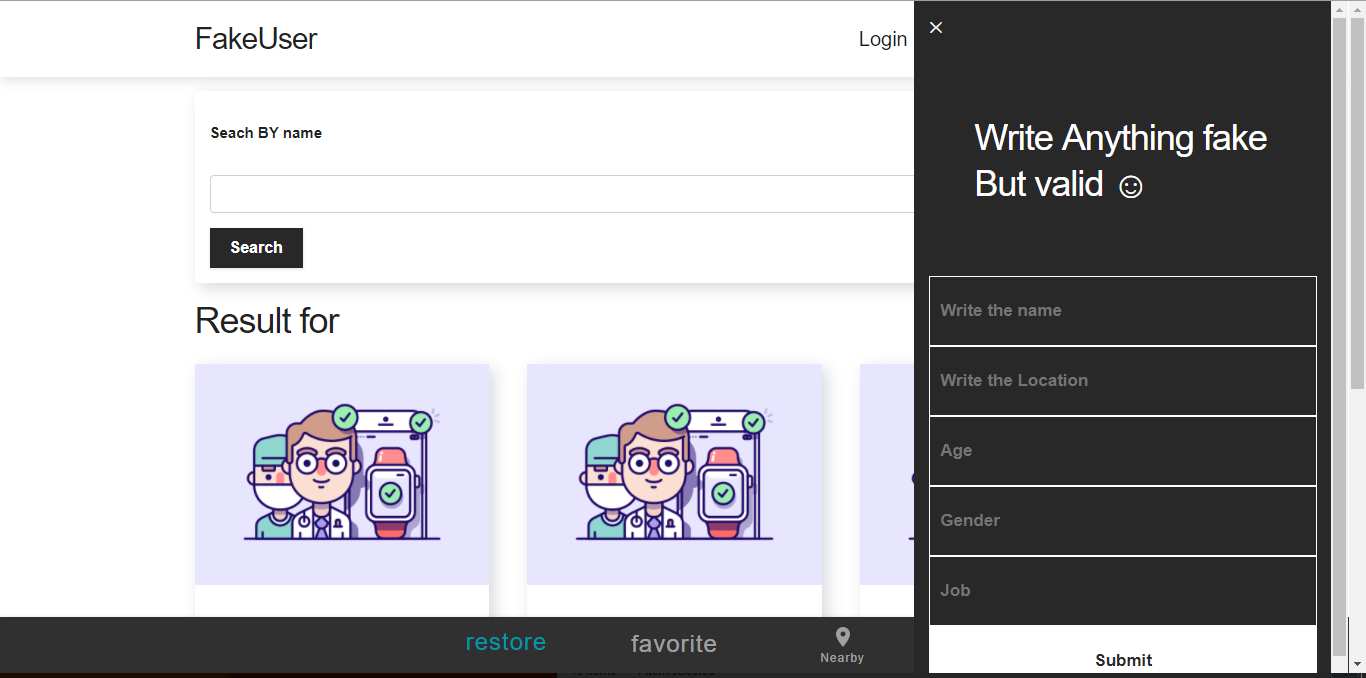 FakeUser
Login
Seach BY name
Search
Result for
restore
favorite
Nearby
Write Anything fake
But valid ☺
Write the name
Write the Location
Age
Gender
Job
Submit